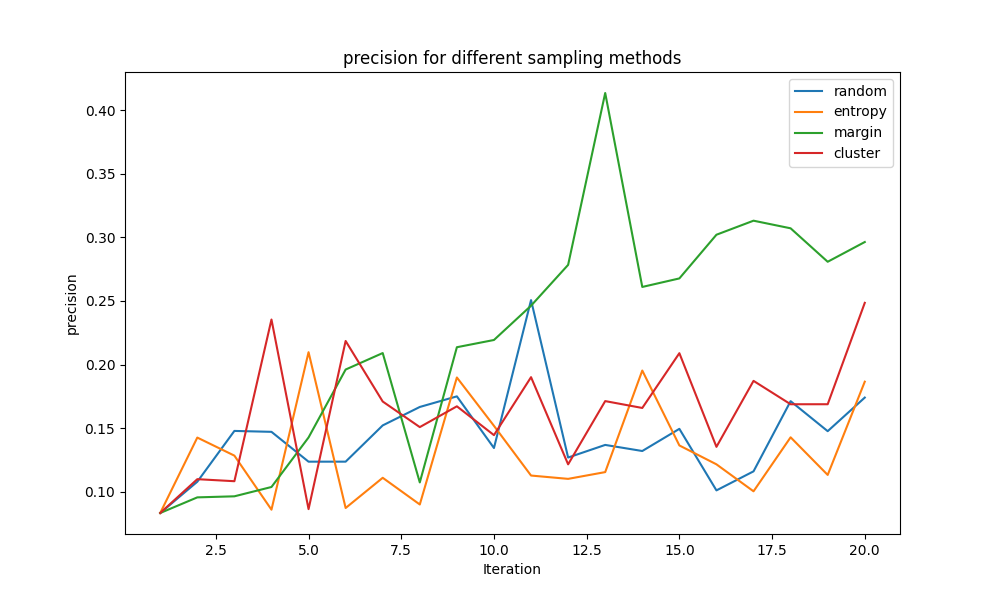 precision for different sampling methods
random
entropy
margin
cluster
precision
0.40
0.35
0.30
0.25
0.20
0.15
0.10
2.5 5.0 7.5 10.0 12.5 15.0 17.5 20.0
Iteration